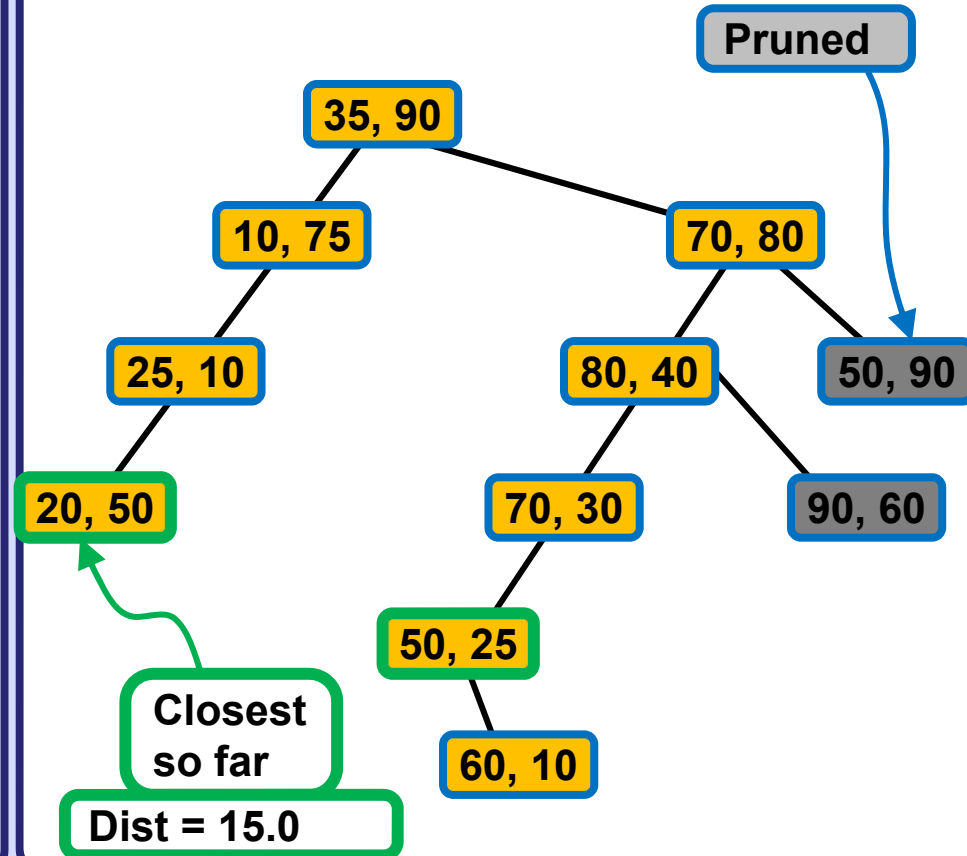 Pruned
35, 90
10, 75
70, 80
25, 10
80, 40
50, 90
20, 50
70, 30
90, 60
50, 25
Closest
so far
60, 10
Dist = 15.0